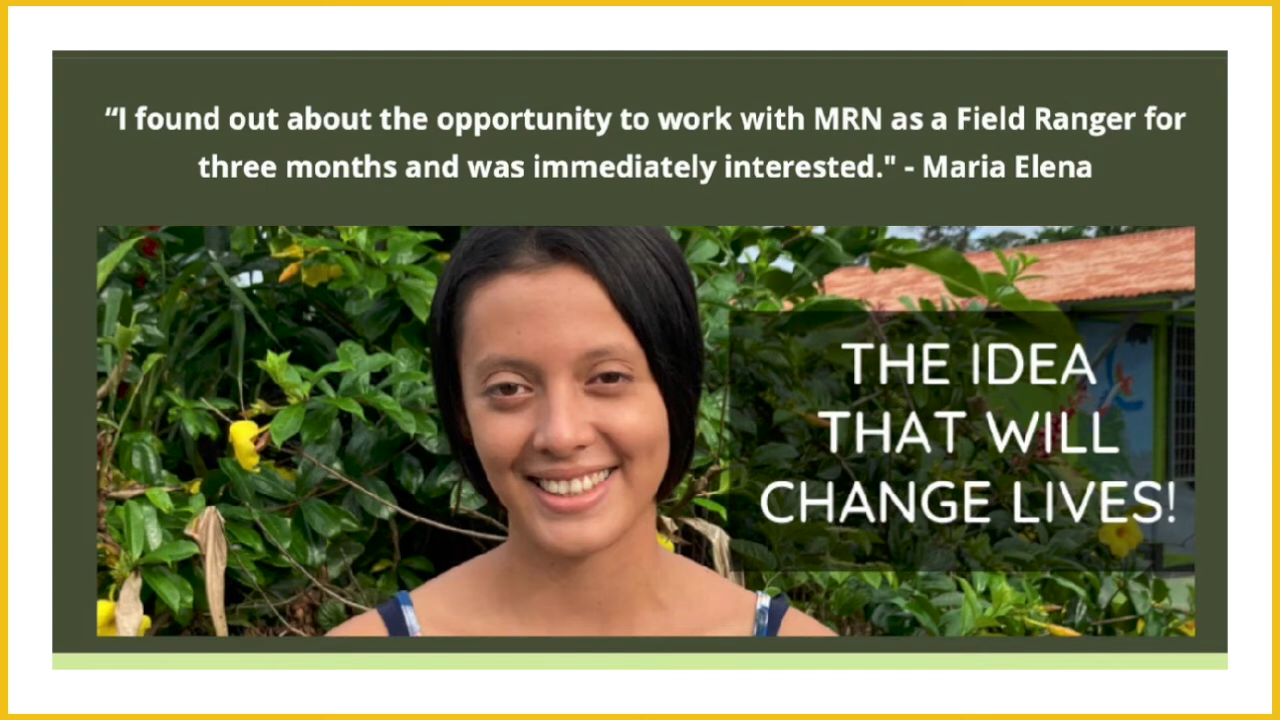 “I found out about the opportunity to work with MRN as a Field Ranger for
three months and was immediately interested." - Maria Elena
THE IDEA
THAT WILL
CHANGE LIVES!